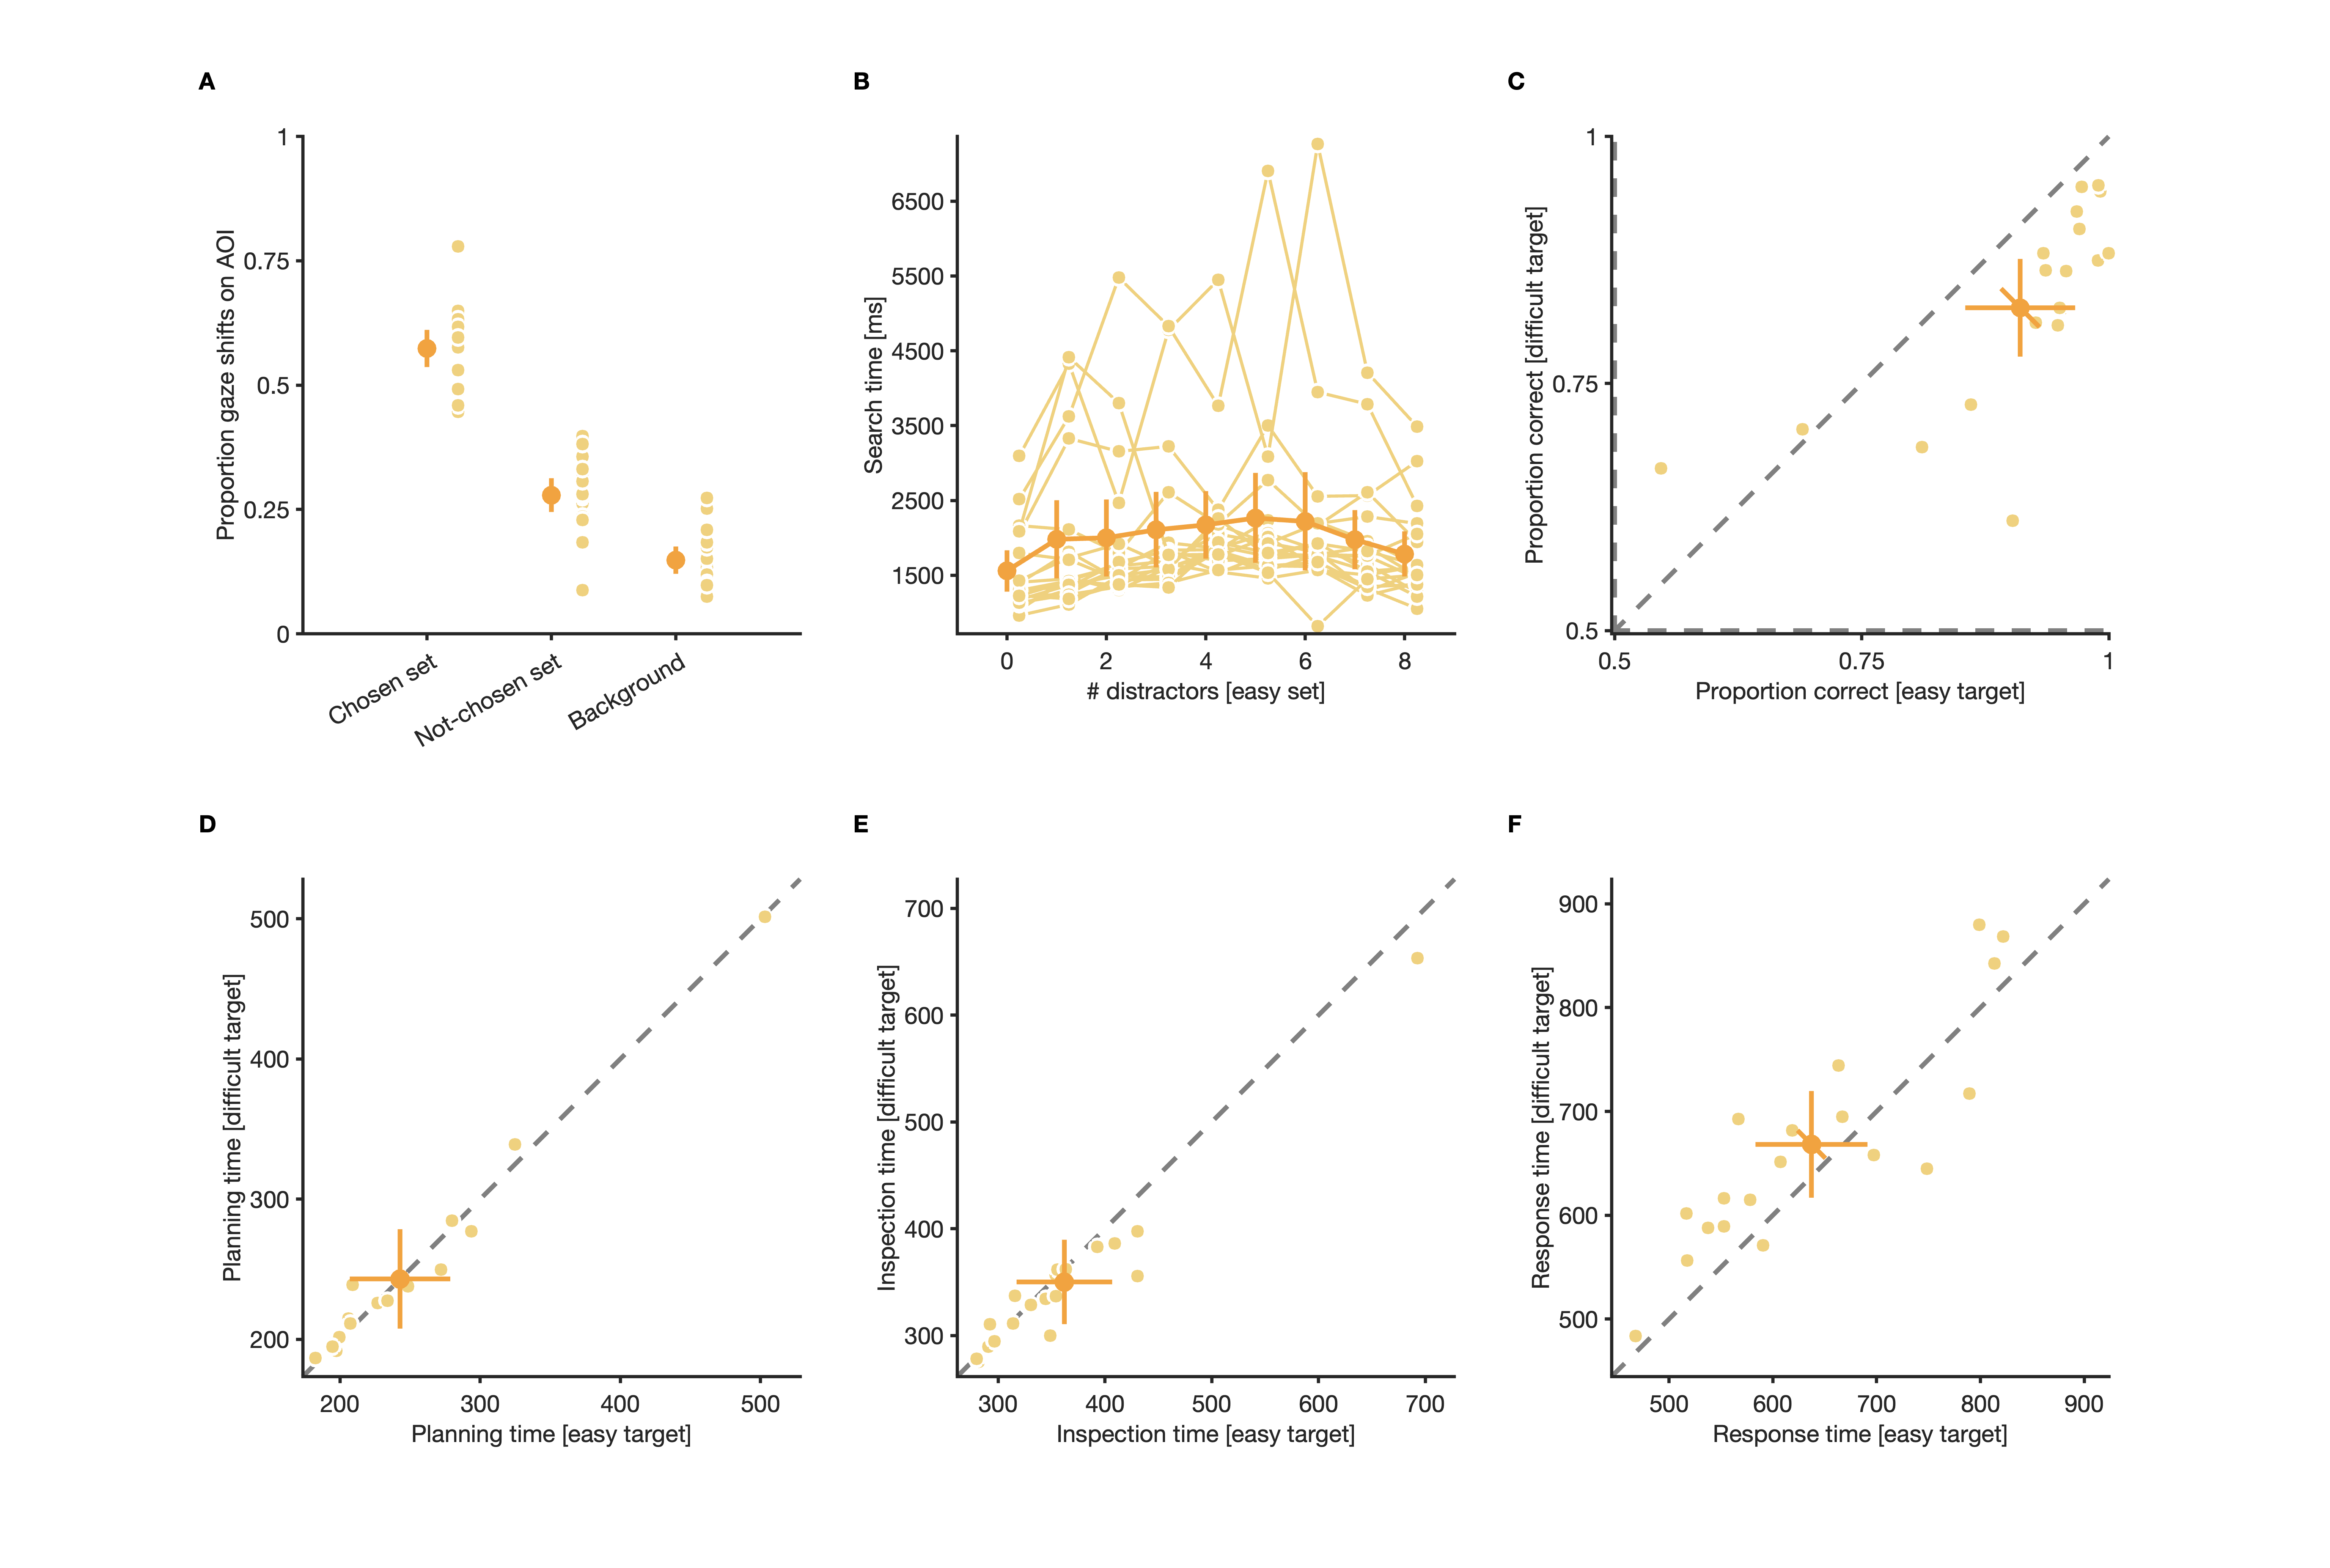 A
Proportion gaze shifts on AOI
1
0.75
0.5
0.25
0
Chosen set
Not-chosen set
Background
B
Search time [ms]
6500
5500
4500
3500
2500
1500
0 2 4 6 8
# distractors [easy set]
C
Proportion correct [difficult target]
1
0.75
0.5
0.5 0.75 1
Proportion correct [easy target]
D
Planning time [difficult target]
500
400
300
200
200 300 400 500
Planning time [easy target]
E
Inspection time [difficult target]
700
600
500
400
300
300 400 500 600 700
Inspection time [easy target]
F
Response time [difficult target]
900
800
700
600
500
500 600 700 800 900
Response time [easy target]